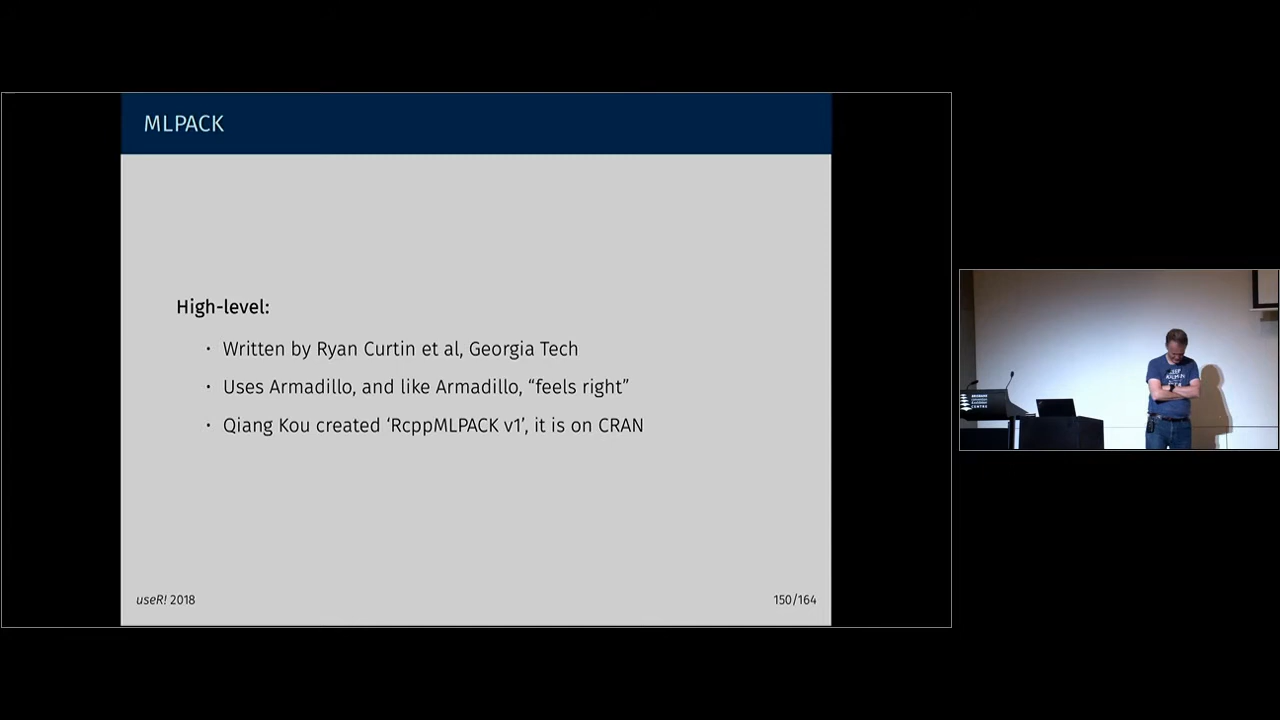 MLPACK
High-level:
· Written by Ryan Curtin et al, Georgia Tech
· Uses Armadillo, and like Armadillo, “feels right”
· Qiang Kou created ‘RcppMLPACK v1’, it is on CRAN
useR! 2018
150/164